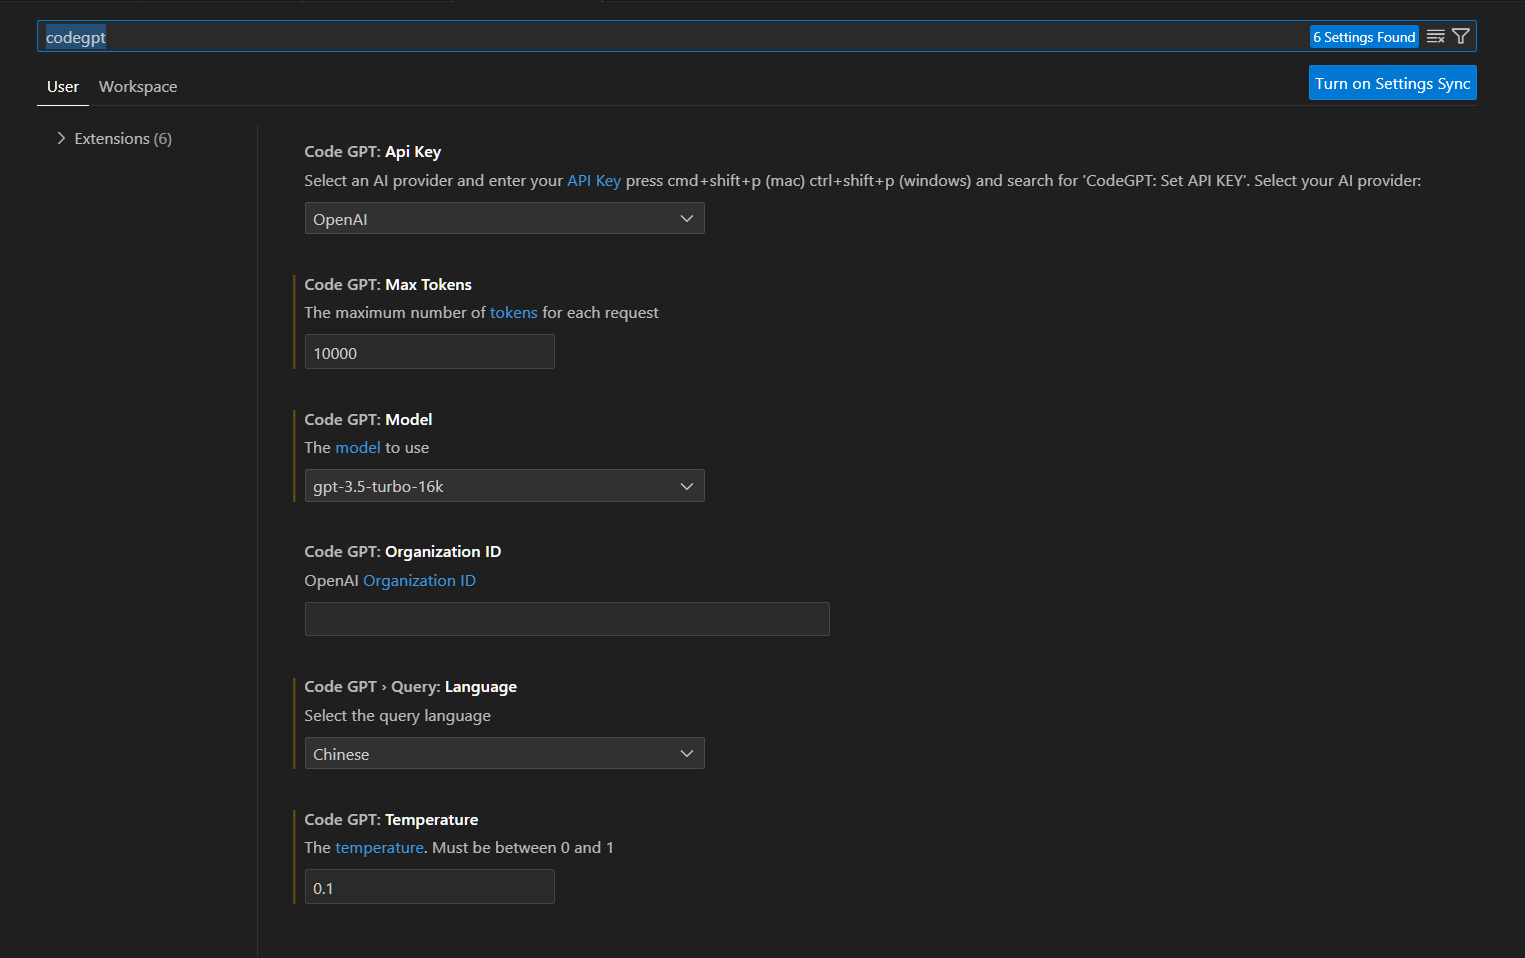 codegpt
6 Settings Found
User
Workspace
Turn on Settings Sync
Extensions (6)
Code GPT: Api Key
Select an AI provider and enter your API Key press cmd+shift+p (mac) ctrl+shift+p (windows) and search for 'CodeGPT: Set API KEY'. Select your AI provider:
OpenAI
Code GPT: Max Tokens
The maximum number of tokens for each request
10000
Code GPT: Model
The model to use
gpt-3.5-turbo-16k
Code GPT: Organization ID
OpenAI Organization ID
Code GPT › Query: Language
Select the query language
Chinese
Code GPT: Temperature
The temperature. Must be between 0 and 1
0.1